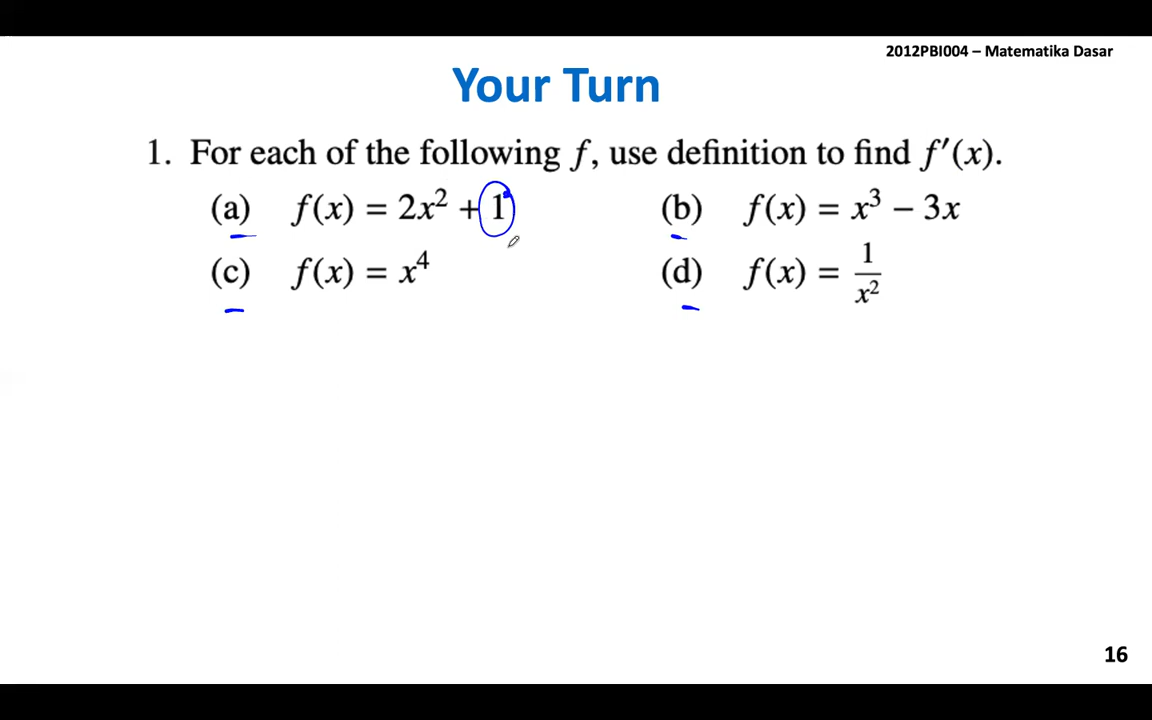 2012PBI004 – Matematika Dasar
Your Turn
1. For each of the following f, use definition to find f′(x).
(a) f(x) = 2x² + 1 (b) f(x) = x³ − 3x
(c) f(x) = x⁴ (d) f(x) = 1/x²
16